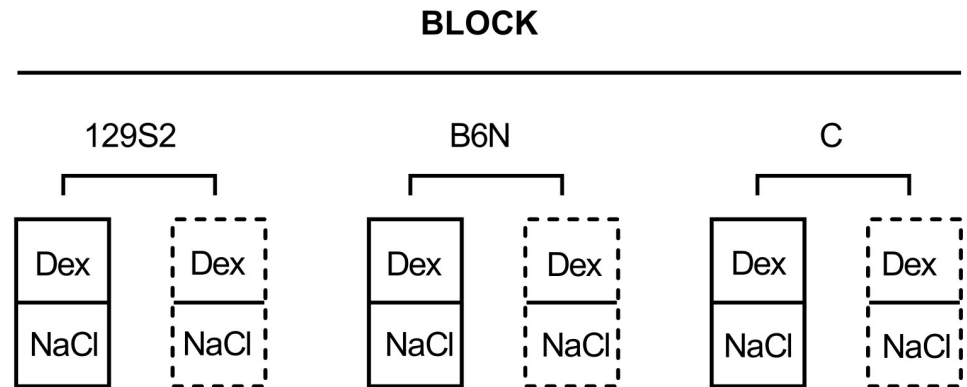 BLOCK
129S2 B6N C
Dex Dex Dex Dex Dex Dex
NaCl NaCl NaCl NaCl NaCl NaCl